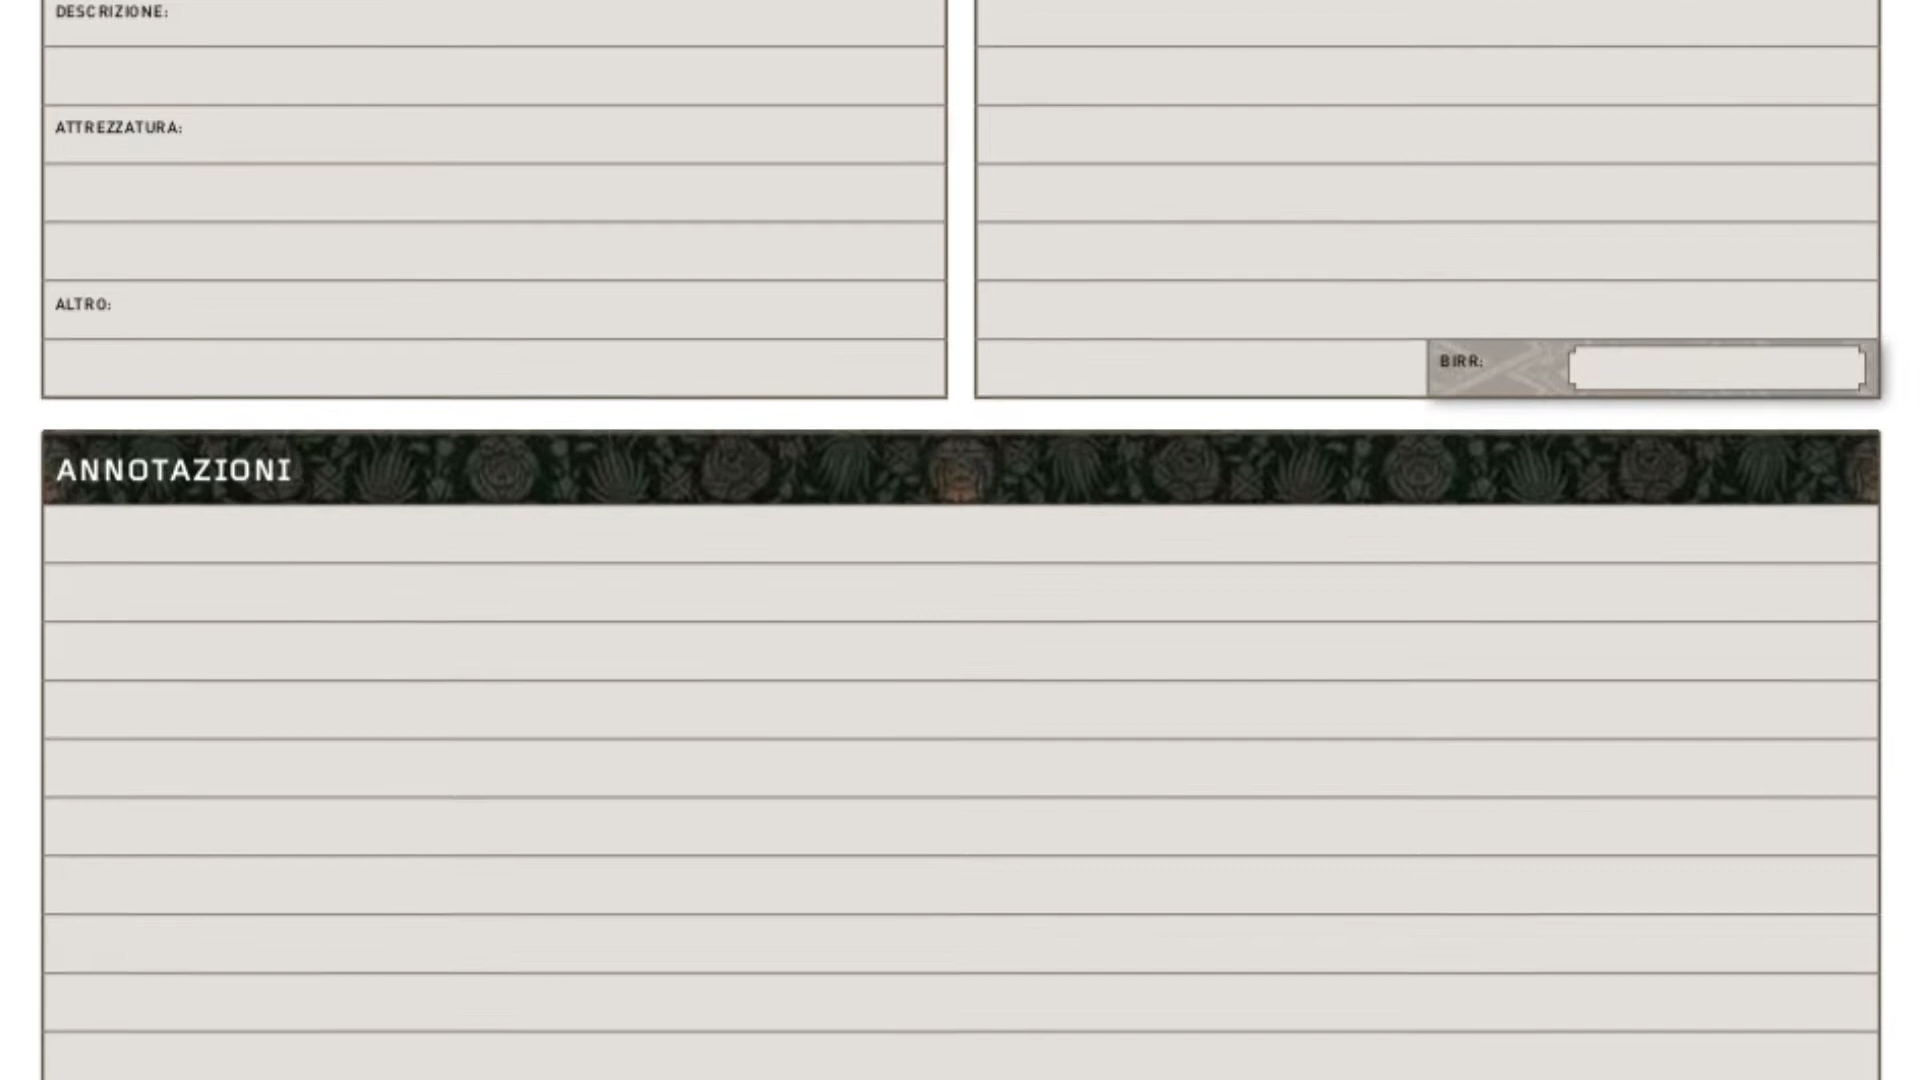 DESCRIZIONE:
ATTREZZATURA:
ALTRO:
BIRR:
ANNOTAZIONI